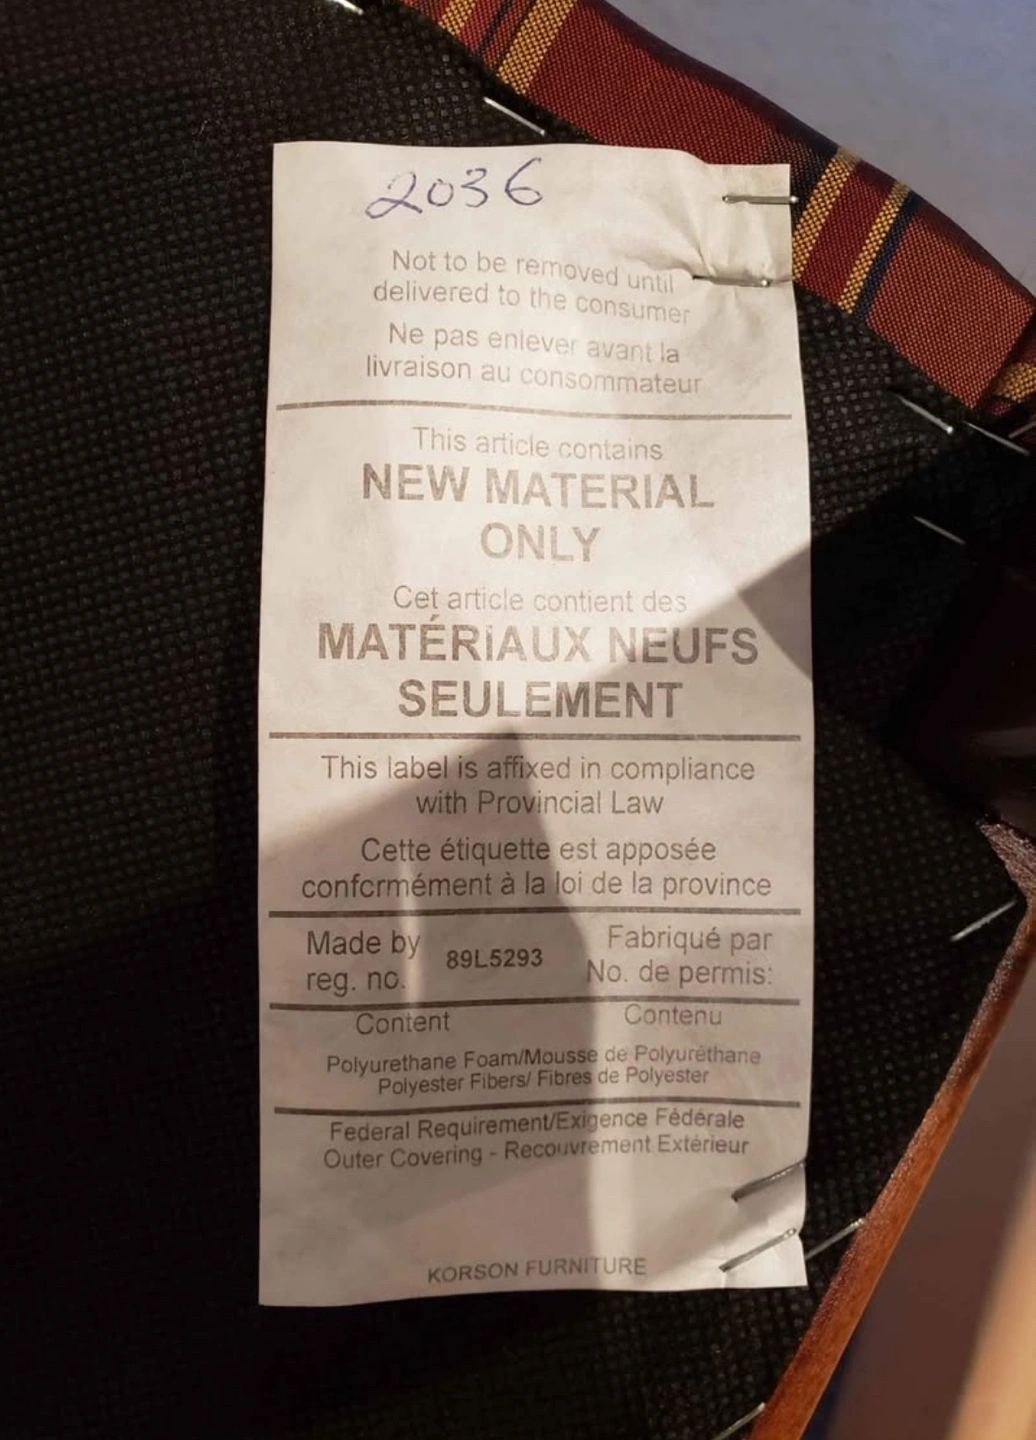 2036
Not to be removed until
delivered to the consumer
Ne pas enlever avant la
livraison au consommateur
This article contains
NEW MATERIAL
ONLY
Cet article contient des
MATÉRIAUX NEUFS
SEULEMENT
This label is affixed in compliance
with Provincial Law
Cette étiquette est apposée
conformément à la loi de la province
Made by
reg. no.
89L5293
Fabriqué par
No. de permis:
Content
Contenu
Polyurethane Foam/Mousse de Polyuréthane
Polyester Fibers/ Fibres de Polyester
Federal Requirement/Exigence Fédérale
Outer Covering - Recouvrement Extérieur
KORSON FURNITURE